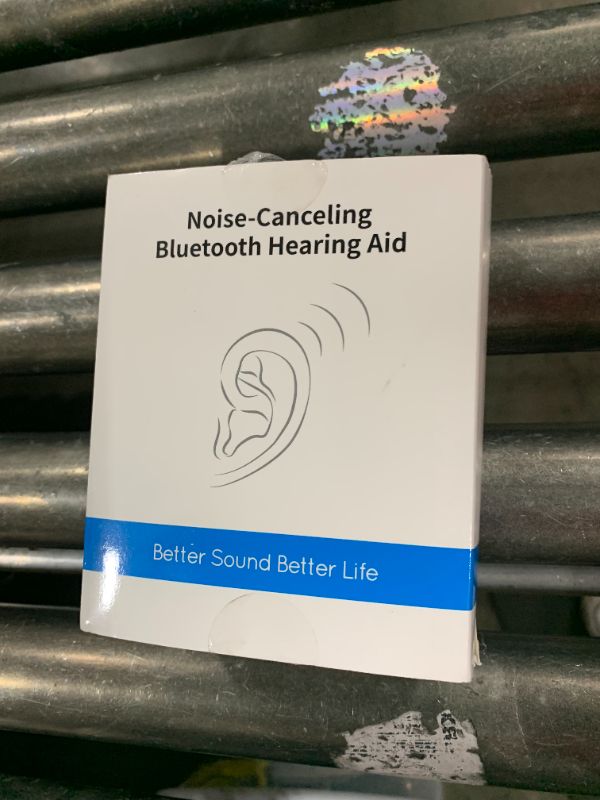 Noise-Canceling
Bluetooth Hearing Aid
Better Sound Better Life